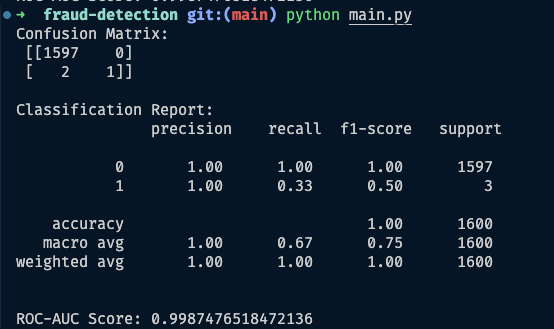 ➜  fraud-detection git:(main) python main.py
Confusion Matrix:
 [[1597    0]
 [   2    1]]
Classification Report:
              precision    recall  f1-score   support
           0       1.00      1.00      1.00      1597
           1       1.00      0.33      0.50         3
    accuracy                           1.00      1600
   macro avg       1.00      0.67      0.75      1600
weighted avg       1.00      1.00      1.00      1600
ROC-AUC Score: 0.9987476518472136